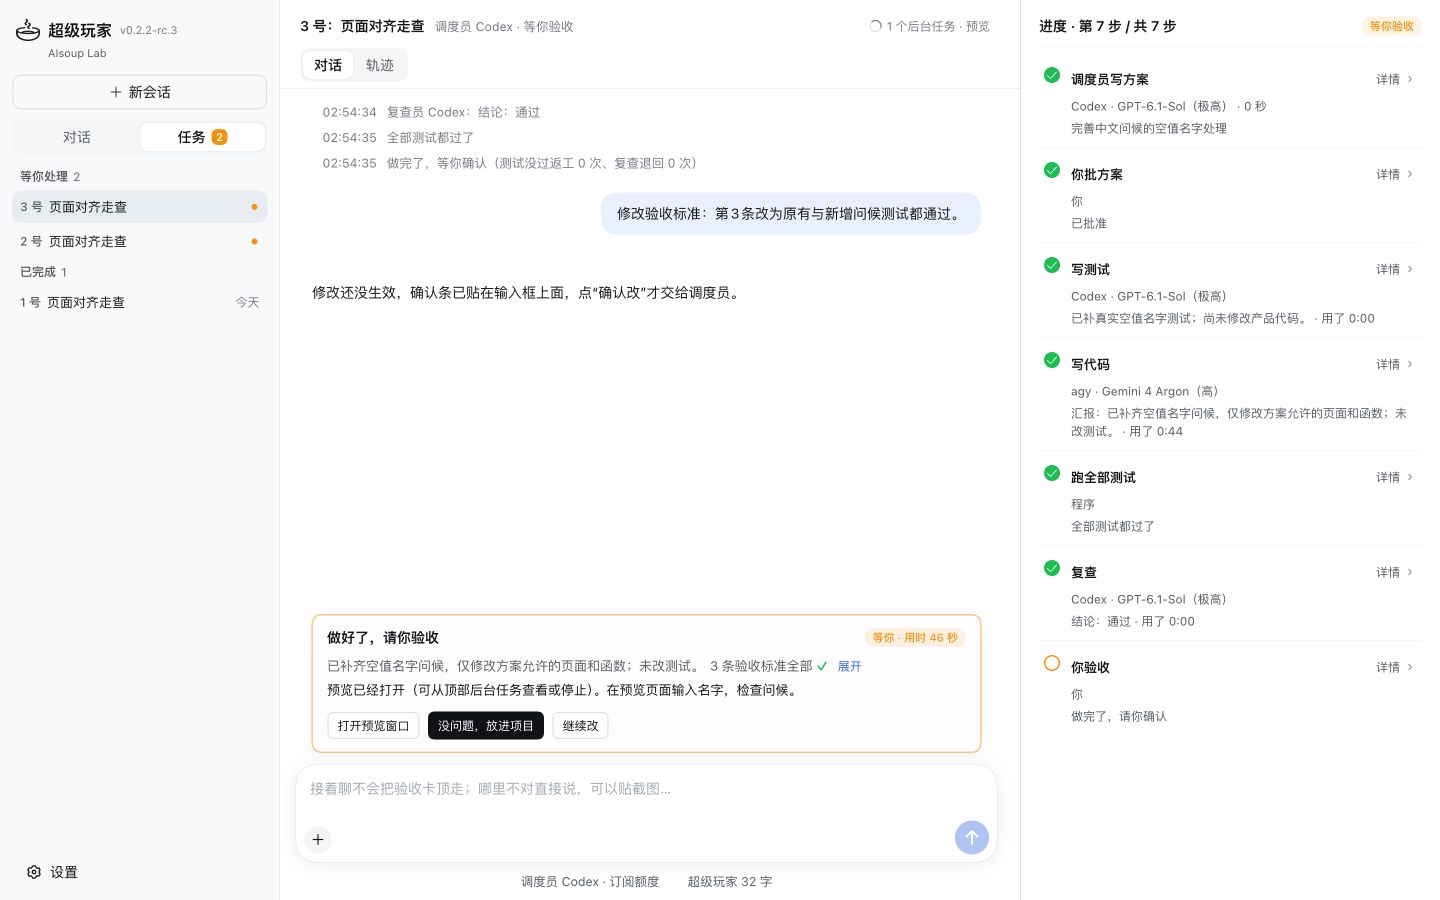 超级玩家 v0.2.2-rc.3
AIsoup Lab
新会话
对话
任务 2
等你处理 2
3 号 页面对齐走查
2 号 页面对齐走查
已完成 1
1 号 页面对齐走查 今天
设置
3 号：页面对齐走查 调度员 Codex · 等你验收
1 个后台任务 · 预览
对话
轨迹
02:54:34 复查员 Codex：结论：通过
02:54:35 全部测试都过了
02:54:35 做完了，等你确认（测试没过返工 0 次、复查退回 0 次）
修改验收标准：第3条改为原有与新增问候测试都通过。
修改还没生效，确认条已贴在输入框上面，点“确认改”才交给调度员。
做好了，请你验收
等你 · 用时 46 秒
已补齐空值名字问候，仅修改方案允许的页面和函数；未改测试。 3 条验收标准全部 ✓ 展开
预览已经打开（可从顶部后台任务查看或停止）。在预览页面输入名字，检查问候。
打开预览窗口
没问题，放进项目
继续改
接着聊不会把验收卡顶走；哪里不对直接说，可以贴截图...
调度员 Codex · 订阅额度
超级玩家 32 字
进度 · 第 7 步 / 共 7 步
等你验收
调度员写方案 详情
Codex · GPT-6.1-Sol（极高） · 0 秒
完善中文问候的空值名字处理
你批方案 详情
你
已批准
写测试 详情
Codex · GPT-6.1-Sol（极高）
已补真实空值名字测试；尚未修改产品代码。 · 用了 0:00
写代码 详情
agy · Gemini 4 Argon（高）
汇报：已补齐空值名字问候，仅修改方案允许的页面和函数；未
改测试。 · 用了 0:44
跑全部测试 详情
程序
全部测试都过了
复查 详情
Codex · GPT-6.1-Sol（极高）
结论：通过 · 用了 0:00
你验收 详情
你
做完了，请你确认